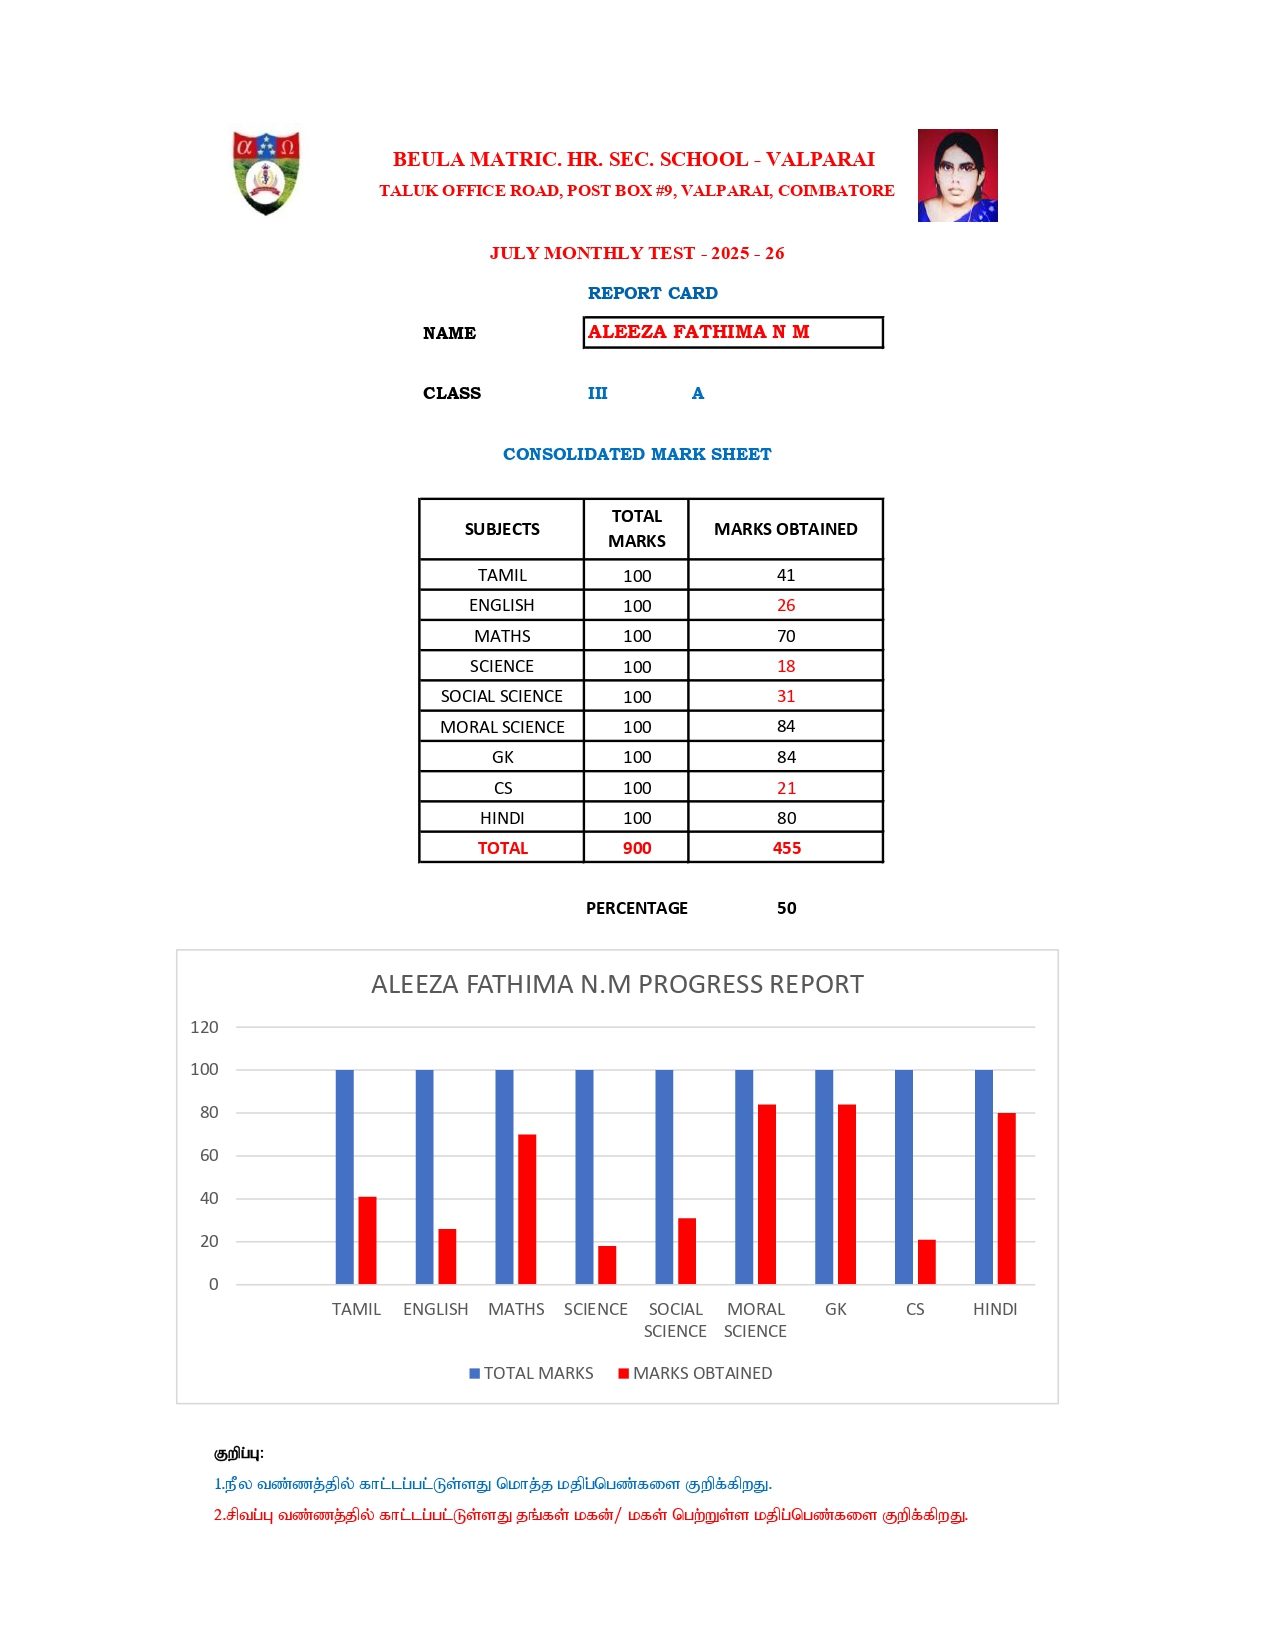 α Ω
BEULA MATRIC. HR. SEC. SCHOOL - VALPARAI
TALUK OFFICE ROAD, POST BOX #9, VALPARAI, COIMBATORE
JULY MONTHLY TEST - 2025 - 26
REPORT CARD
NAME ALEEZA FATHIMA N M
CLASS III A
CONSOLIDATED MARK SHEET
SUBJECTS TOTAL MARKS MARKS OBTAINED
TAMIL 100 41
ENGLISH 100 26
MATHS 100 70
SCIENCE 100 18
SOCIAL SCIENCE 100 31
MORAL SCIENCE 100 84
GK 100 84
CS 100 21
HINDI 100 80
TOTAL 900 455
PERCENTAGE 50
ALEEZA FATHIMA N.M PROGRESS REPORT
120
100
80
60
40
20
0
TAMIL ENGLISH MATHS SCIENCE SOCIAL SCIENCE MORAL SCIENCE GK CS HINDI
TOTAL MARKS MARKS OBTAINED
குறிப்பு:
1.நீல வண்ணத்தில் காட்டப்பட்டுள்ளது மொத்த மதிப்பெண்களை குறிக்கிறது.
2.சிவப்பு வண்ணத்தில் காட்டப்பட்டுள்ளது தங்கள் மகன்/ மகள் பெற்றுள்ள மதிப்பெண்களை குறிக்கிறது.